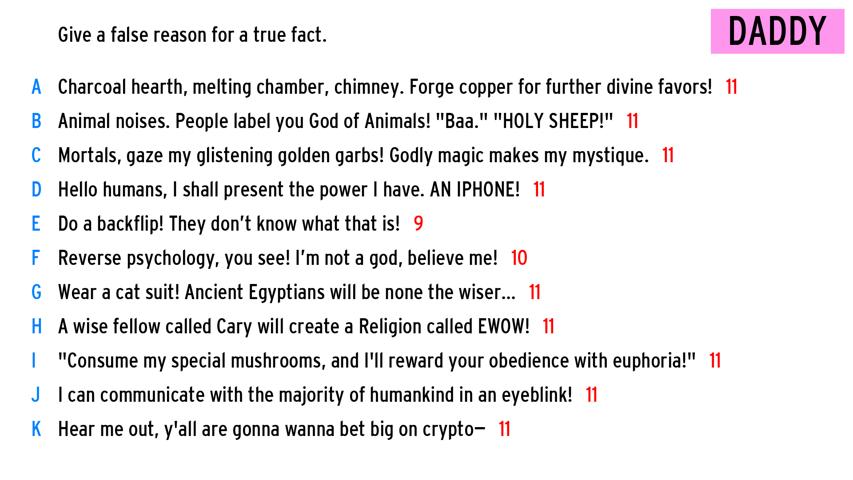 Give a false reason for a true fact.
DADDY
A Charcoal hearth, melting chamber, chimney. Forge copper for further divine favors! 11
B Animal noises. People label you God of Animals! "Baa." "HOLY SHEEP!" 11
C Mortals, gaze my glistening golden garbs! Godly magic makes my mystique. 11
D Hello humans, I shall present the power I have. AN IPHONE! 11
E Do a backflip! They don’t know what that is! 9
F Reverse psychology, you see! I’m not a god, believe me! 10
G Wear a cat suit! Ancient Egyptians will be none the wiser... 11
H A wise fellow called Cary will create a Religion called EWOW! 11
I "Consume my special mushrooms, and I'll reward your obedience with euphoria!" 11
J I can communicate with the majority of humankind in an eyeblink! 11
K Hear me out, y'all are gonna wanna bet big on crypto— 11